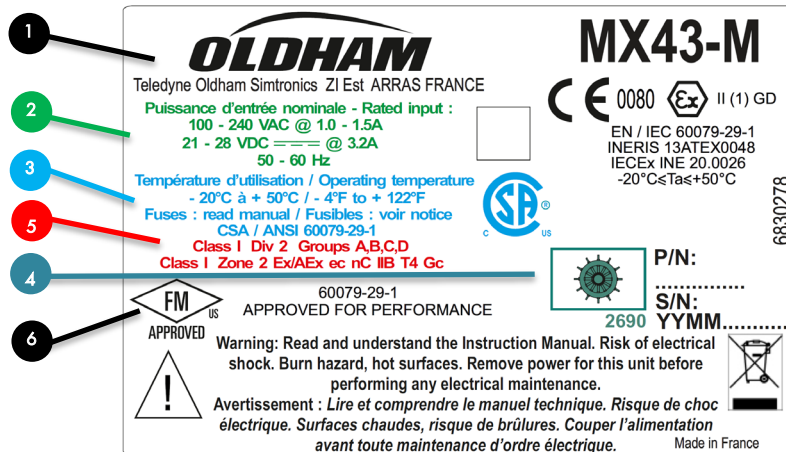 1
OLDHAM
MX43-M
Teledyne Oldham Simtronics ZI Est ARRAS FRANCE
CE 0080 Ex II (1) GD
2
Puissance d'entrée nominale - Rated input :
100 - 240 VAC @ 1.0 - 1.5A
21 - 28 VDC @ 3.2A
50 - 60 Hz
EN / IEC 60079-29-1
INERIS 13ATEX0048
IECEx INE 20.0026
-20°C≤Ta≤+50°C
6830278
3
Température d'utilisation / Operating temperature
- 20°C à + 50°C / - 4°F to + 122°F
Fuses : read manual / Fusibles : voir notice
CSA / ANSI 60079-29-1
C SA ® US
5
Class I Div 2 Groups A,B,C,D
Class I Zone 2 Ex/AEx ec nC IIB T4 Gc
4
P/N:
................
S/N:
2690 YYMM............
6
FM US
APPROVED
60079-29-1
APPROVED FOR PERFORMANCE
Warning: Read and understand the Instruction Manual. Risk of electrical
shock. Burn hazard, hot surfaces. Remove power for this unit before
performing any electrical maintenance.
!
Avertissement : Lire et comprendre le manuel technique. Risque de choc
électrique. Surfaces chaudes, risque de brûlures. Couper l'alimentation
avant toute maintenance d'ordre électrique.
Made in France